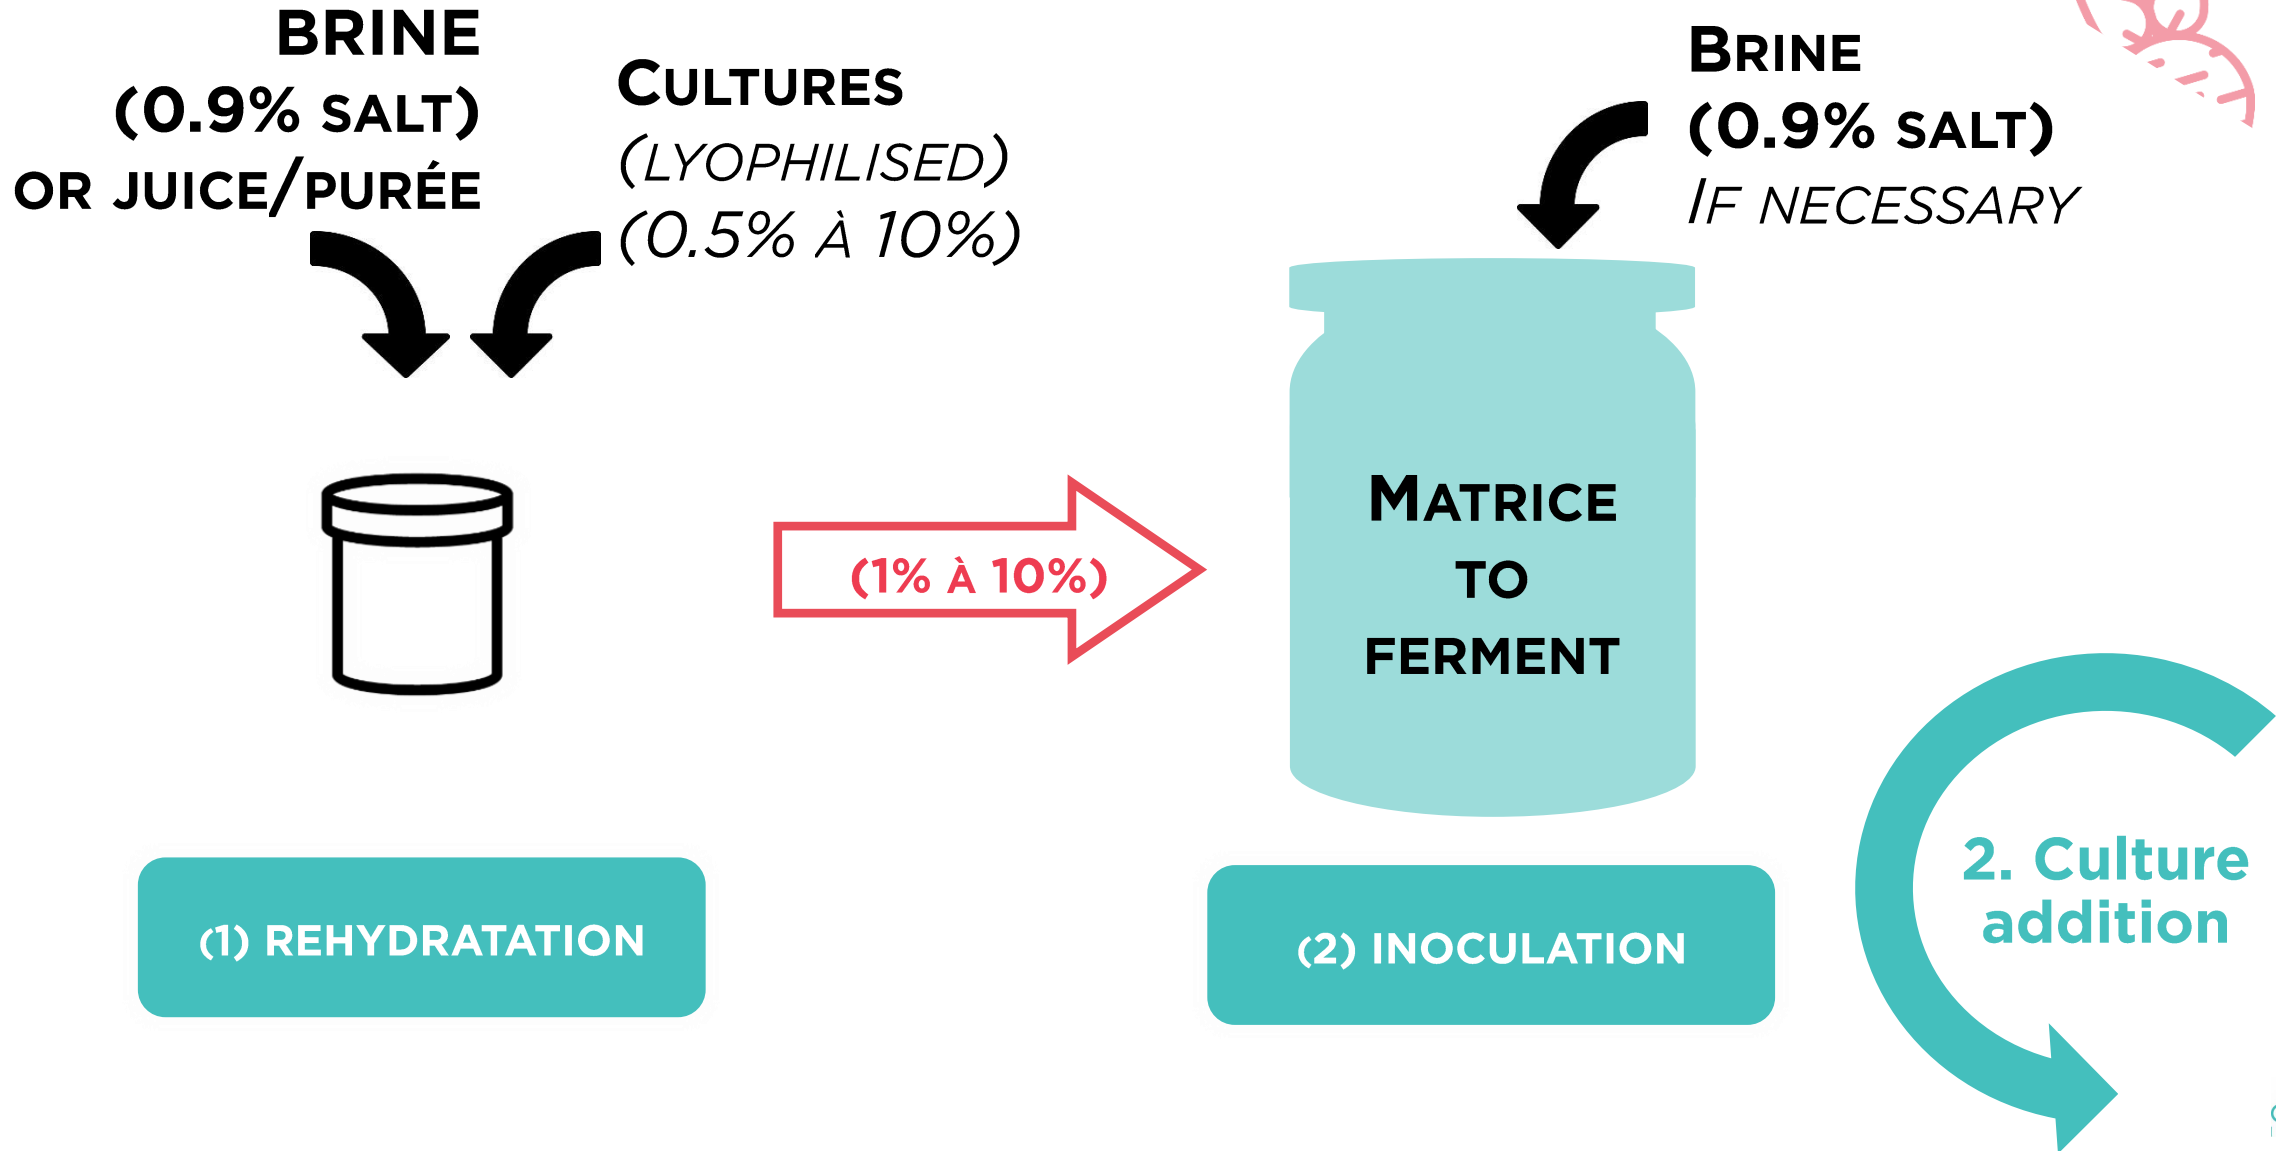 BRINE
(0.9% SALT)
OR JUICE/PURÉE
CULTURES
(LYOPHILISED)
(0.5% À 10%)
BRINE
(0.9% SALT)
IF NECESSARY
(1% À 10%)
MATRICE
TO
FERMENT
(1) REHYDRATATION
(2) INOCULATION
2. Culture
addition